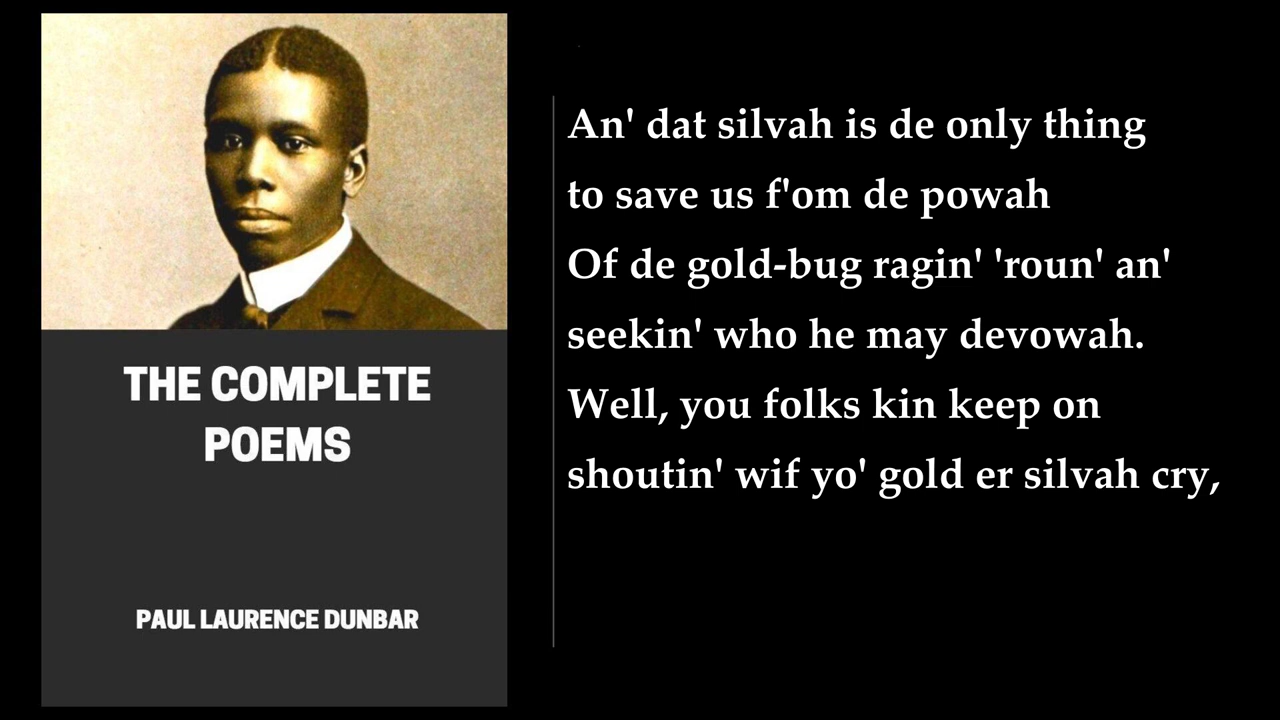 THE COMPLETE
POEMS
PAUL LAURENCE DUNBAR
An' dat silvah is de only thing
to save us f'om de powah
Of de gold-bug ragin' 'roun' an'
seekin' who he may devowah.
Well, you folks kin keep on
shoutin' wif yo' gold er silvah cry,